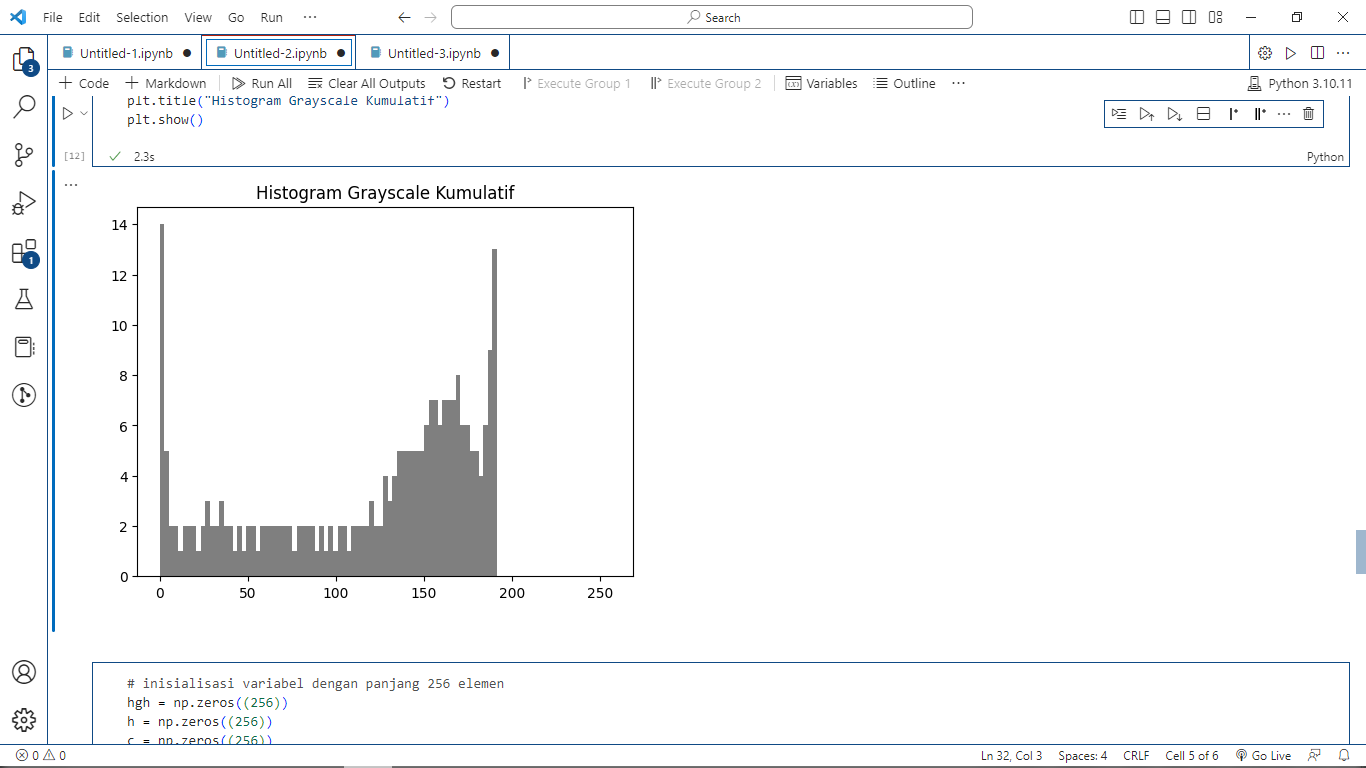 File Edit Selection View Go Run ··· Search
Untitled-1.ipynb Untitled-2.ipynb Untitled-3.ipynb
Code Markdown Run All Clear All Outputs Restart Execute Group 1 Execute Group 2 Variables Outline ··· Python 3.10.11
plt.title("Histogram Grayscale Kumulatif")
plt.show()
[12] 2.3s Python
Histogram Grayscale Kumulatif
14
12
10
8
6
4
2
0
0 50 100 150 200 250
# inisialisasi variabel dengan panjang 256 elemen
hgh = np.zeros((256))
h = np.zeros((256))
c = np.zeros((256))
3
1
0 0 Ln 32, Col 3 Spaces: 4 CRLF Cell 5 of 6 Go Live